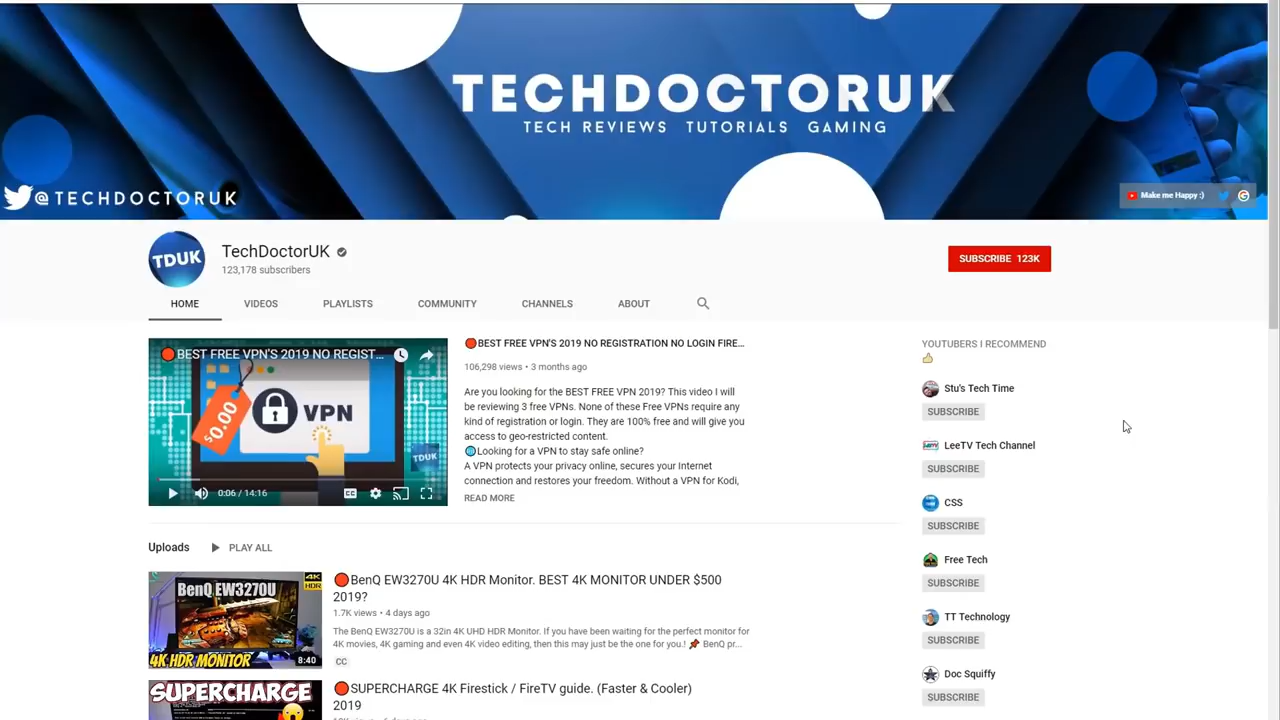 TECHDOCTORUK
TECH REVIEWS TUTORIALS GAMING
@TECHDOCTORUK
Make me Happy :)
TDUK
TechDoctorUK
123,178 subscribers
SUBSCRIBE 123K
HOME VIDEOS PLAYLISTS COMMUNITY CHANNELS ABOUT
BEST FREE VPN'S 2019 NO REGIST...
$0.00
VPN
TDUK
0:06 / 14:16
CC
BEST FREE VPN'S 2019 NO REGISTRATION NO LOGIN FIRE...
106,298 views • 3 months ago
Are you looking for the BEST FREE VPN 2019? This video I will
be reviewing 3 free VPNs. None of these Free VPNs require any
kind of registration or login. They are 100% free and will give you
access to geo-restricted content.
Looking for a VPN to stay safe online?
A VPN protects your privacy online, secures your Internet
connection and restores your freedom. Without a VPN for Kodi,
READ MORE
YOUTUBERS I RECOMMEND
Stu's Tech Time
SUBSCRIBE
LeeTV Tech Channel
SUBSCRIBE
CSS
SUBSCRIBE
Free Tech
SUBSCRIBE
TT Technology
SUBSCRIBE
Doc Squiffy
SUBSCRIBE
Uploads PLAY ALL
BenQ EW3270U
4K
HDR
4K HDR MONITOR
8:40
BenQ EW3270U 4K HDR Monitor. BEST 4K MONITOR UNDER $500
2019?
1.7K views • 4 days ago
The BenQ EW3270U is a 32in 4K UHD HDR Monitor. If you have been waiting for the perfect monitor for
4K movies, 4K gaming and even 4K video editing, then this may just be the one for you.! BenQ pr...
CC
SUPERCHARGE
SUPERCHARGE 4K Firestick / FireTV guide. (Faster & Cooler)
2019